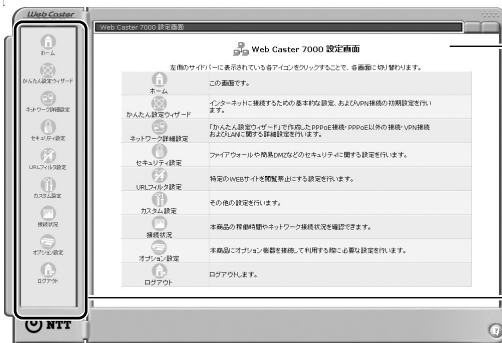 Web Caster
ホーム
かんたん設定ウィザード
ネットワーク詳細設定
セキュリティ設定
URLフィルタ設定
カスタム設定
接続状況
オプション設定
ログアウト
NTT
Web Caster 7000 設定画面
Web Caster 7000 設定画面
左側のサイドバーに表示されている各アイコンをクリックすることで、各画面に切り替わります。
ホーム
この画面です。
かんたん設定ウィザード
インターネットに接続するための基本的な設定、およびVPN接続の初期設定を行い
ます。
ネットワーク詳細設定
「かんたん設定ウィザード」で作成したPPPoE接続・PPPoE以外の接続・VPN接続
およびLANに関する詳細設定を行います。
セキュリティ設定
ファイアウォールや簡易DMZなどのセキュリティに関する設定を行います。
URLフィルタ設定
特定のWEBサイトを閲覧禁止にする設定を行います。
カスタム設定
その他の設定を行います。
接続状況
本商品の稼働時間やネットワーク接続状況を確認できます。
オプション設定
本商品にオプション機器を接続して利用する際に必要な設定を行います。
ログアウト
ログアウトします。